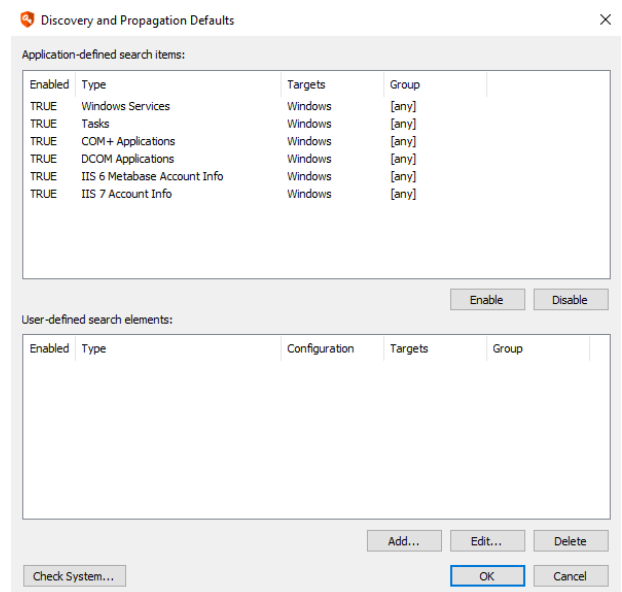 Discovery and Propagation Defaults
Application-defined search items:
Enabled Type Targets Group
TRUE Windows Services Windows [any]
TRUE Tasks Windows [any]
TRUE COM+ Applications Windows [any]
TRUE DCOM Applications Windows [any]
TRUE IIS 6 Metabase Account Info Windows [any]
TRUE IIS 7 Account Info Windows [any]
Enable Disable
User-defined search elements:
Enabled Type Configuration Targets Group
Add... Edit... Delete
Check System... OK Cancel